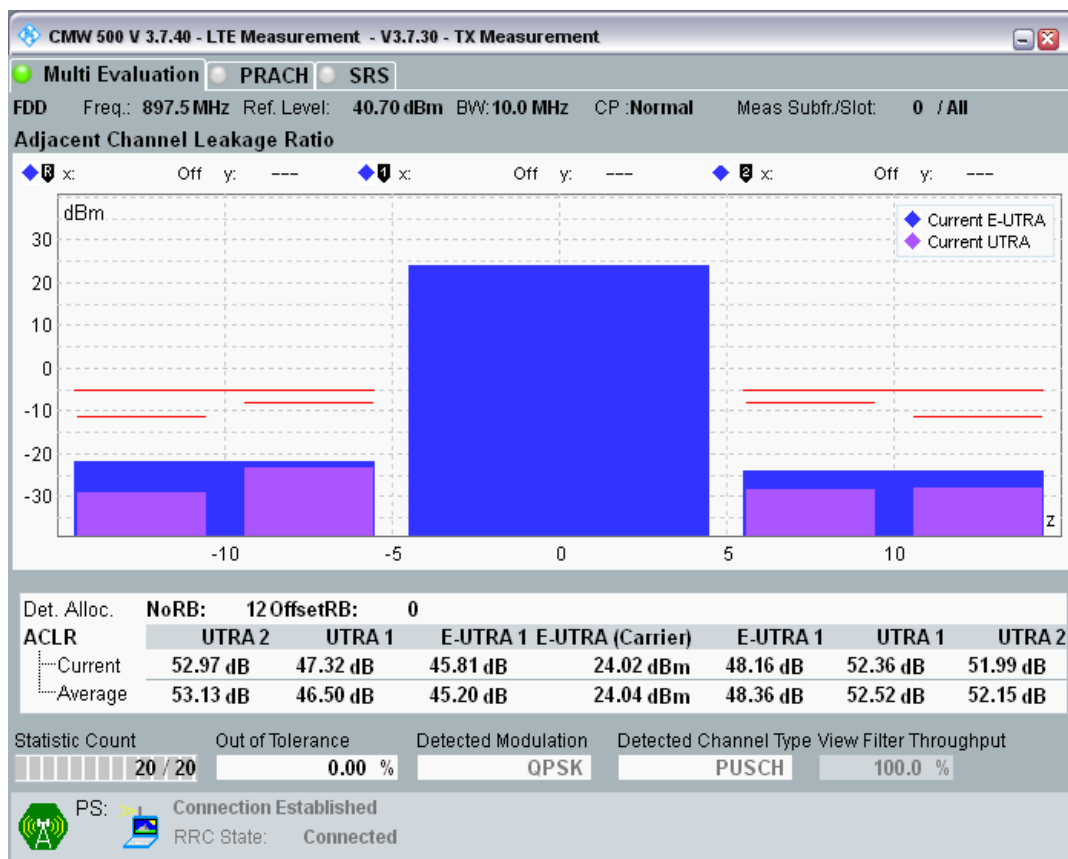 CMW 500 V 3.7.40 - LTE Measurement - V3.7.30 - TX Measurement
Multi Evaluation PRACH SRS
FDD Freq.: 897.5 MHz Ref. Level: 40.70 dBm BW: 10.0 MHz CP :Normal Meas Subfr./Slot: 0 / All
Adjacent Channel Leakage Ratio
R x: Off y: --- 1 x: Off y: --- 2 x: Off y: ---
dBm
Current E-UTRA
Current UTRA
30
20
10
0
-10
-20
-30
z
-10 -5 0 5 10
Det. Alloc. NoRB: 12 OffsetRB: 0
ACLR UTRA 2 UTRA 1 E-UTRA 1 E-UTRA (Carrier) E-UTRA 1 UTRA 1 UTRA 2
Current 52.97 dB 47.32 dB 45.81 dB 24.02 dBm 48.16 dB 52.36 dB 51.99 dB
Average 53.13 dB 46.50 dB 45.20 dB 24.04 dBm 48.36 dB 52.52 dB 52.15 dB
Statistic Count Out of Tolerance Detected Modulation Detected Channel Type View Filter Throughput
20 / 20 0.00 % QPSK PUSCH 100.0 %
PS: Connection Established
RRC State: Connected